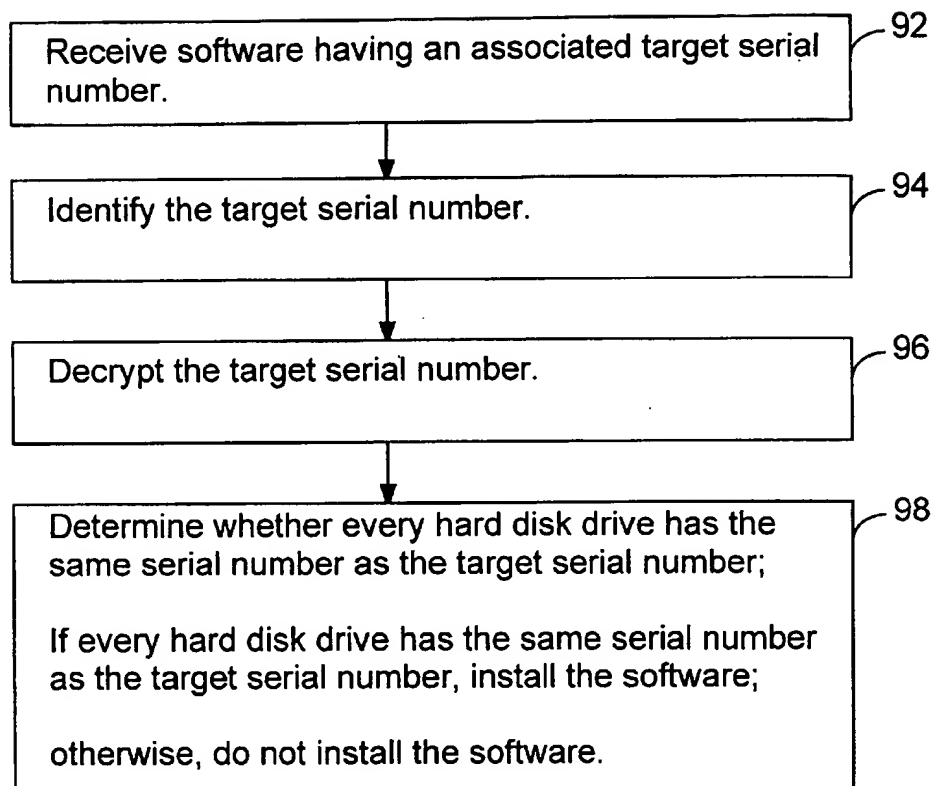 92
Receive software having an associated target serial
number.
94
Identify the target serial number.
96
Decrypt the target serial number.
98
Determine whether every hard disk drive has the
same serial number as the target serial number;
If every hard disk drive has the same serial number
as the target serial number, install the software;
otherwise, do not install the software.